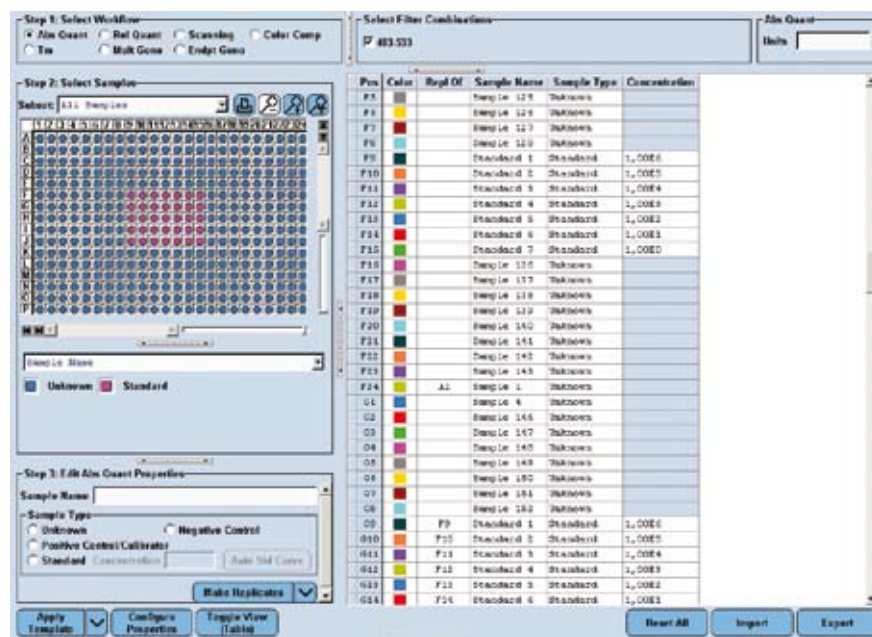 Step 1: Select Workflow
Abs Quant Rel Quant Scanning Color Comp
Tm Melt Geno Endpt Geno
Select Filter Combinations
483-533
Abs Quant
Units
Step 2: Select Samples
Select: All Samples
Sample Name
Unknown Standard
Step 3: Edit Abs Quant Properties
Sample Name
Sample Type
Unknown Negative Control
Positive Control/Calibrator
Standard Concentration Auto Std Curve
Make Replicates
Apply Template Configure Properties Toggle View (Table)
Pos Color Repl Of Sample Name Sample Type Concentration
F5 Sample 125 Unknown
F6 Sample 126 Unknown
F7 Sample 127 Unknown
F8 Sample 128 Unknown
F9 Standard 1 Standard 1,00E6
F10 Standard 2 Standard 1,00E5
F11 Standard 3 Standard 1,00E4
F12 Standard 4 Standard 1,00E3
F13 Standard 5 Standard 1,00E2
F14 Standard 6 Standard 1,00E1
F15 Standard 7 Standard 1,00E0
F16 Sample 136 Unknown
F17 Sample 137 Unknown
F18 Sample 138 Unknown
F19 Sample 139 Unknown
F20 Sample 140 Unknown
F21 Sample 141 Unknown
F22 Sample 142 Unknown
F23 Sample 143 Unknown
F24 A1 Sample 1 Unknown
G1 Sample 4 Unknown
G2 Sample 146 Unknown
G3 Sample 147 Unknown
G4 Sample 148 Unknown
G5 Sample 149 Unknown
G6 Sample 150 Unknown
G7 Sample 151 Unknown
G8 Sample 152 Unknown
G9 F9 Standard 1 Standard 1,00E6
G10 F10 Standard 2 Standard 1,00E5
G11 F11 Standard 3 Standard 1,00E4
G12 F12 Standard 4 Standard 1,00E3
G13 F13 Standard 5 Standard 1,00E2
G14 F14 Standard 6 Standard 1,00E1
Reset All Import Export